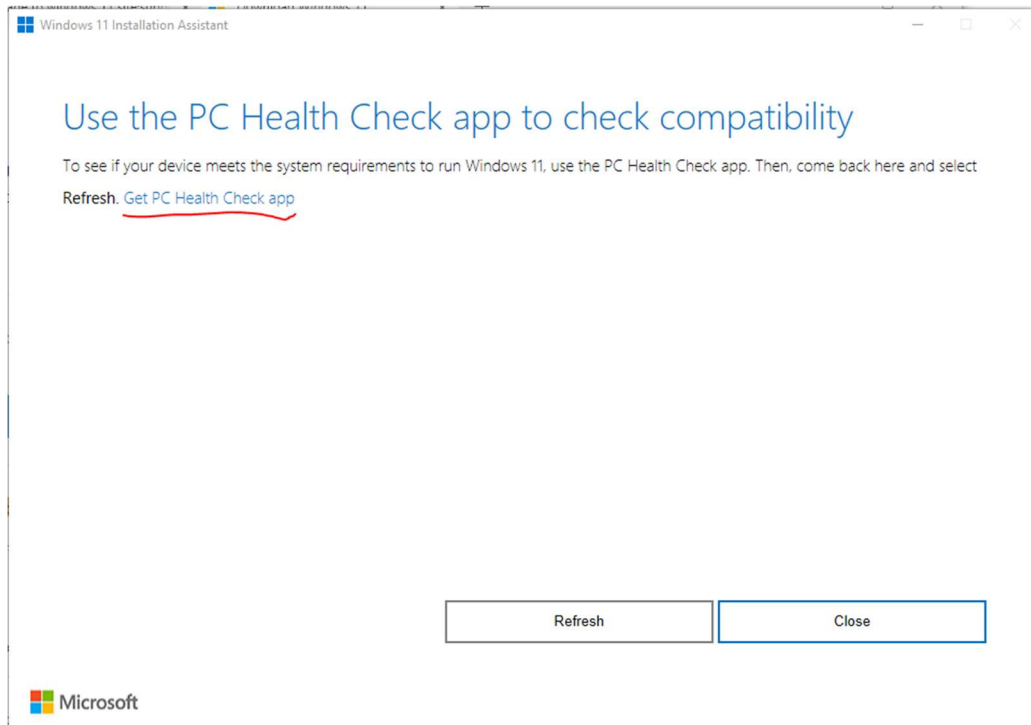 Windows 11 Installation Assistant
Use the PC Health Check app to check compatibility
To see if your device meets the system requirements to run Windows 11, use the PC Health Check app. Then, come back here and select
Refresh. Get PC Health Check app
Refresh
Close
Microsoft